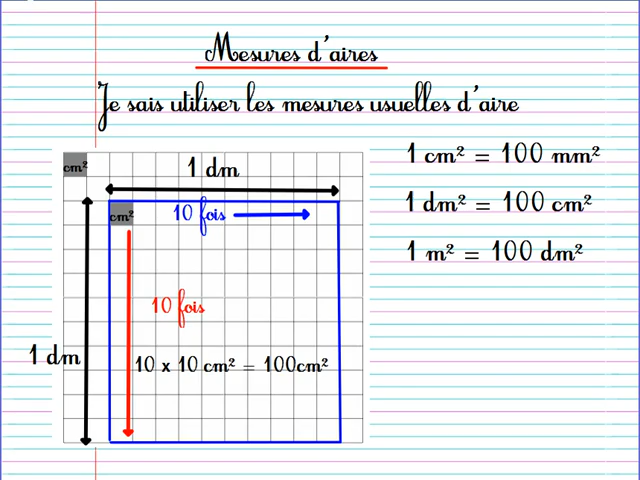 Mesures d'aires
Je sais utiliser les mesures usuelles d'aire
cm²
1 dm
cm²
10 fois
10 fois
1 dm
10 x 10 cm² = 100cm²
1 cm² = 100 mm²
1 dm² = 100 cm²
1 m² = 100 dm²